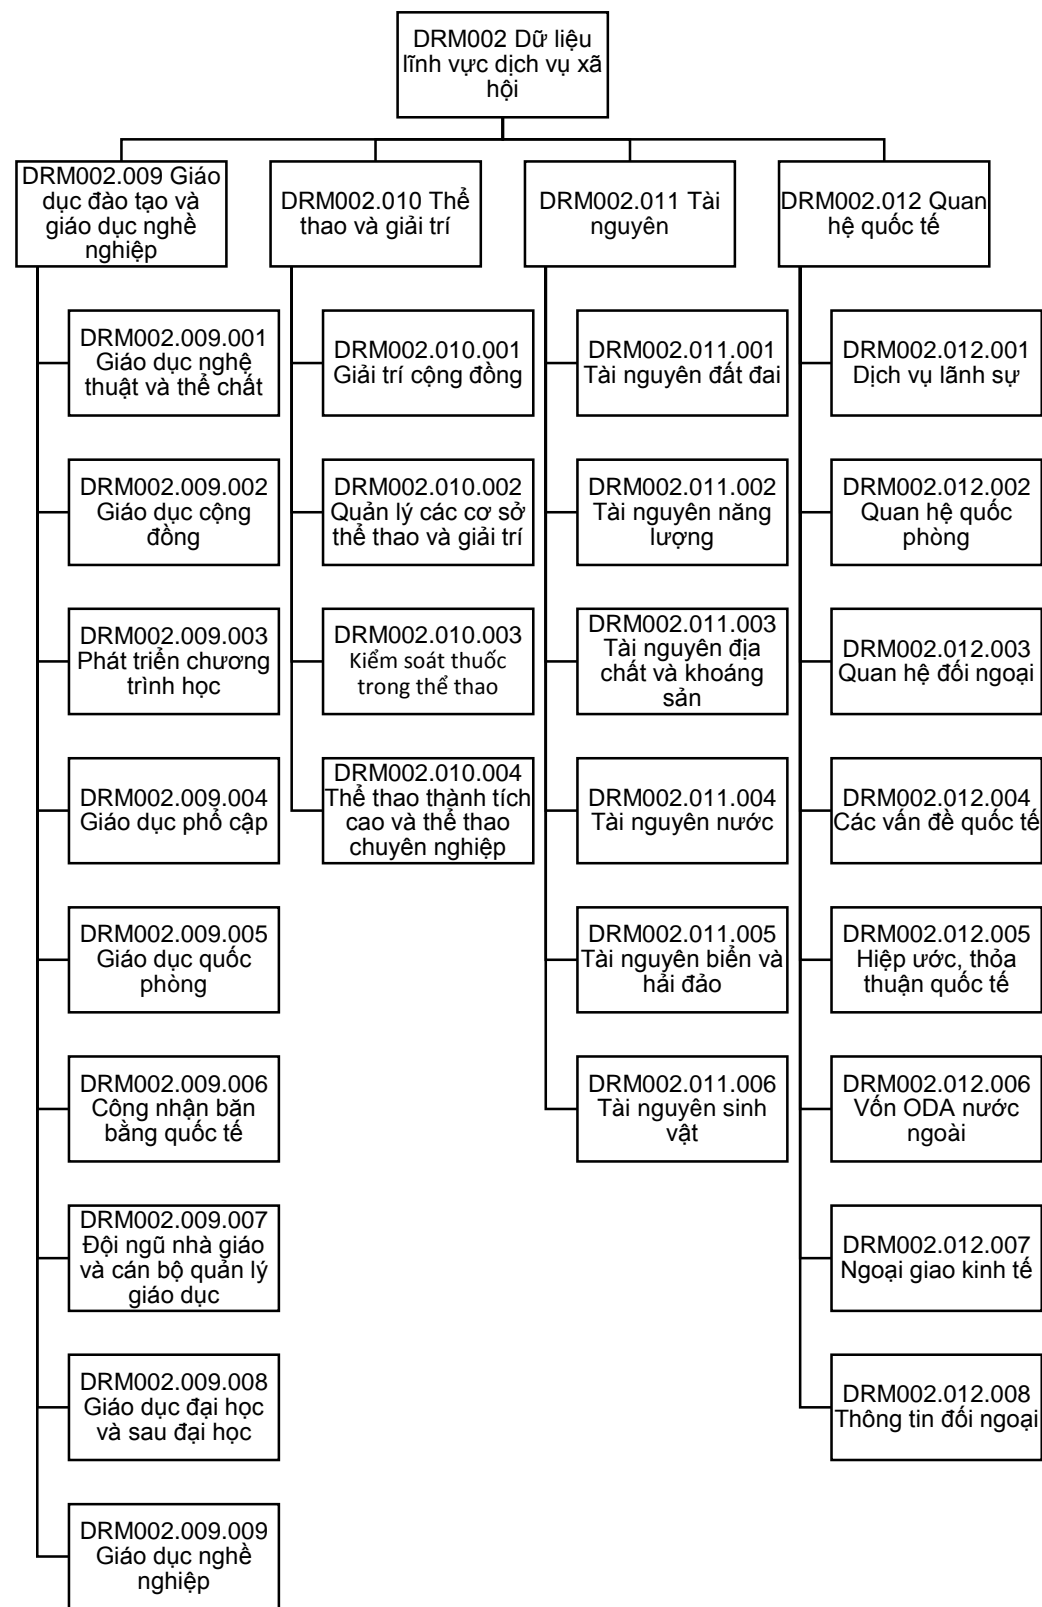 DRM002 Dữ liệu
lĩnh vực dịch vụ xã
hội
DRM002.009 Giáo
dục đào tạo và
giáo dục nghề
nghiệp
DRM002.009.001
Giáo dục nghệ
thuật và thể chất
DRM002.009.002
Giáo dục cộng
đồng
DRM002.009.003
Phát triển chương
trình học
DRM002.009.004
Giáo dục phổ cập
DRM002.009.005
Giáo dục quốc
phòng
DRM002.009.006
Công nhận băn
bằng quốc tế
DRM002.009.007
Đội ngũ nhà giáo
và cán bộ quản lý
giáo dục
DRM002.009.008
Giáo dục đại học
và sau đại học
DRM002.009.009
Giáo dục nghề
nghiệp
DRM002.010 Thể
thao và giải trí
DRM002.010.001
Giải trí cộng đồng
DRM002.010.002
Quản lý các cơ sở
thể thao và giải trí
DRM002.010.003
Kiểm soát thuốc
trong thể thao
DRM002.010.004
Thể thao thành tích
cao và thể thao
chuyên nghiệp
DRM002.011 Tài
nguyên
DRM002.011.001
Tài nguyên đất đai
DRM002.011.002
Tài nguyên năng
lượng
DRM002.011.003
Tài nguyên địa
chất và khoáng
sản
DRM002.011.004
Tài nguyên nước
DRM002.011.005
Tài nguyên biển và
hải đảo
DRM002.011.006
Tài nguyên sinh
vật
DRM002.012 Quan
hệ quốc tế
DRM002.012.001
Dịch vụ lãnh sự
DRM002.012.002
Quan hệ quốc
phòng
DRM002.012.003
Quan hệ đối ngoại
DRM002.012.004
Các vấn đề quốc tế
DRM002.012.005
Hiệp ước, thỏa
thuận quốc tế
DRM002.012.006
Vốn ODA nước
ngoài
DRM002.012.007
Ngoại giao kinh tế
DRM002.012.008
Thông tin đối ngoại